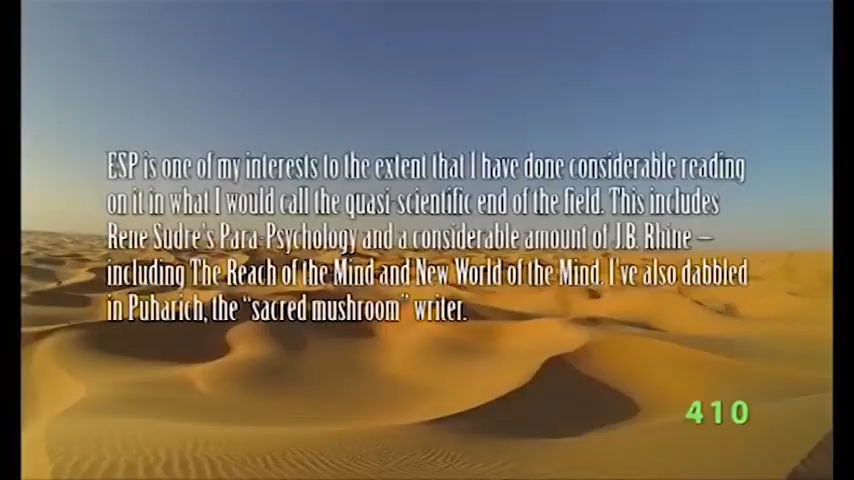 ESP is one of my interests to the extent that I have done considerable reading
on it in what I would call the quasi-scientific end of the field. This includes
Rene Sudre's Para-Psychology and a considerable amount of J.B. Rhine –
including The Reach of the Mind and New World of the Mind. I've also dabbled
in Puharich, the “sacred mushroom” writer.
410